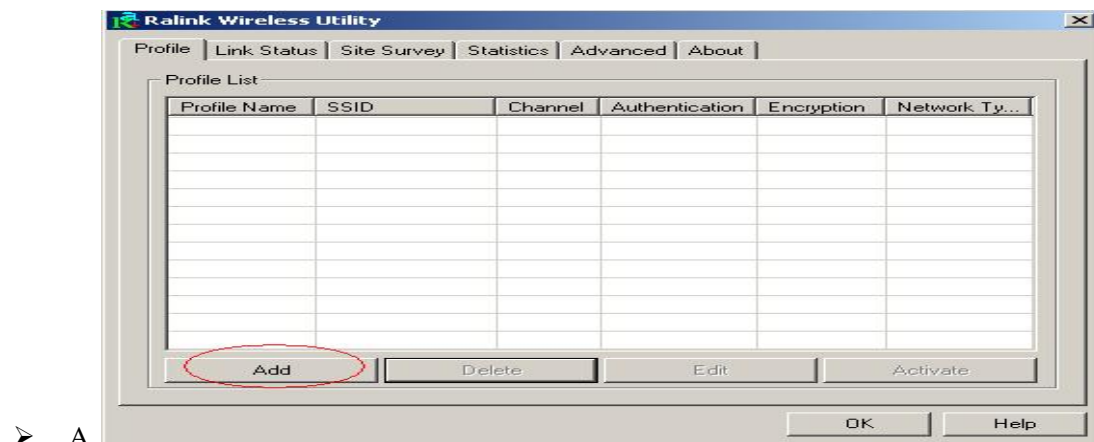 Ralink Wireless Utility
Profile Link Status Site Survey Statistics Advanced About
Profile List
Profile Name SSID Channel Authentication Encryption Network Ty...
Add Delete Edit Activate
OK Help
➢ A